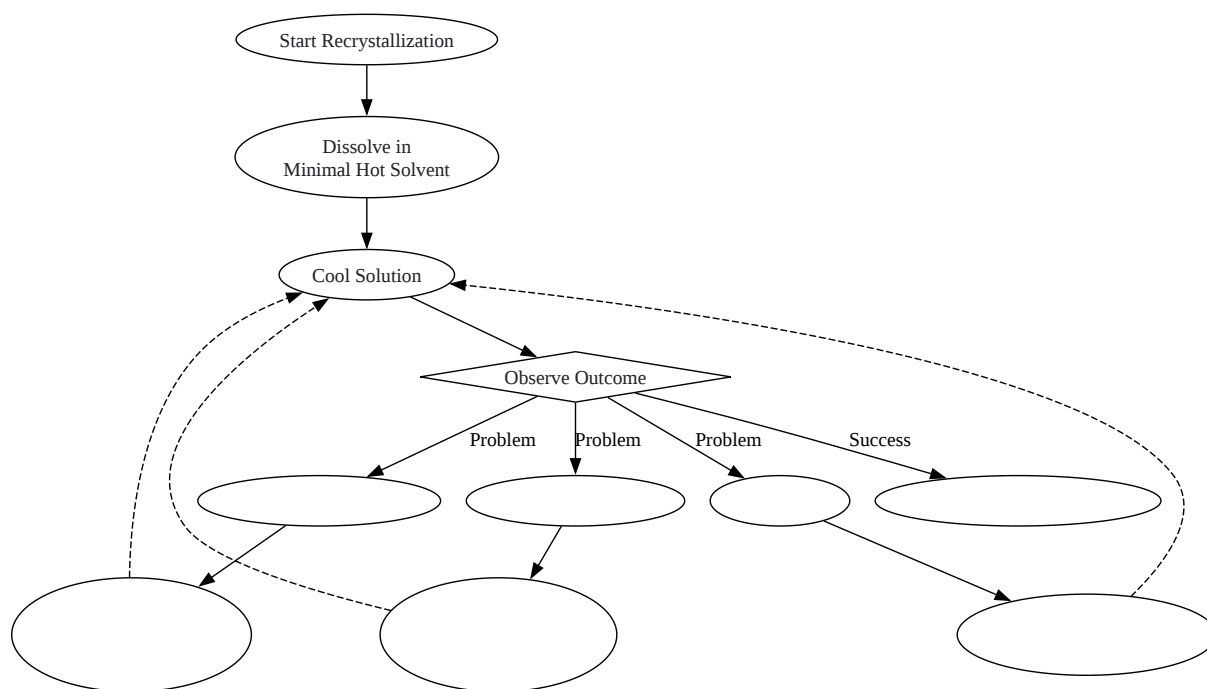 Start Recrystallization
Dissolve in
Minimal Hot Solvent
Cool Solution
Observe Outcome
Problem
Problem
Problem
Success